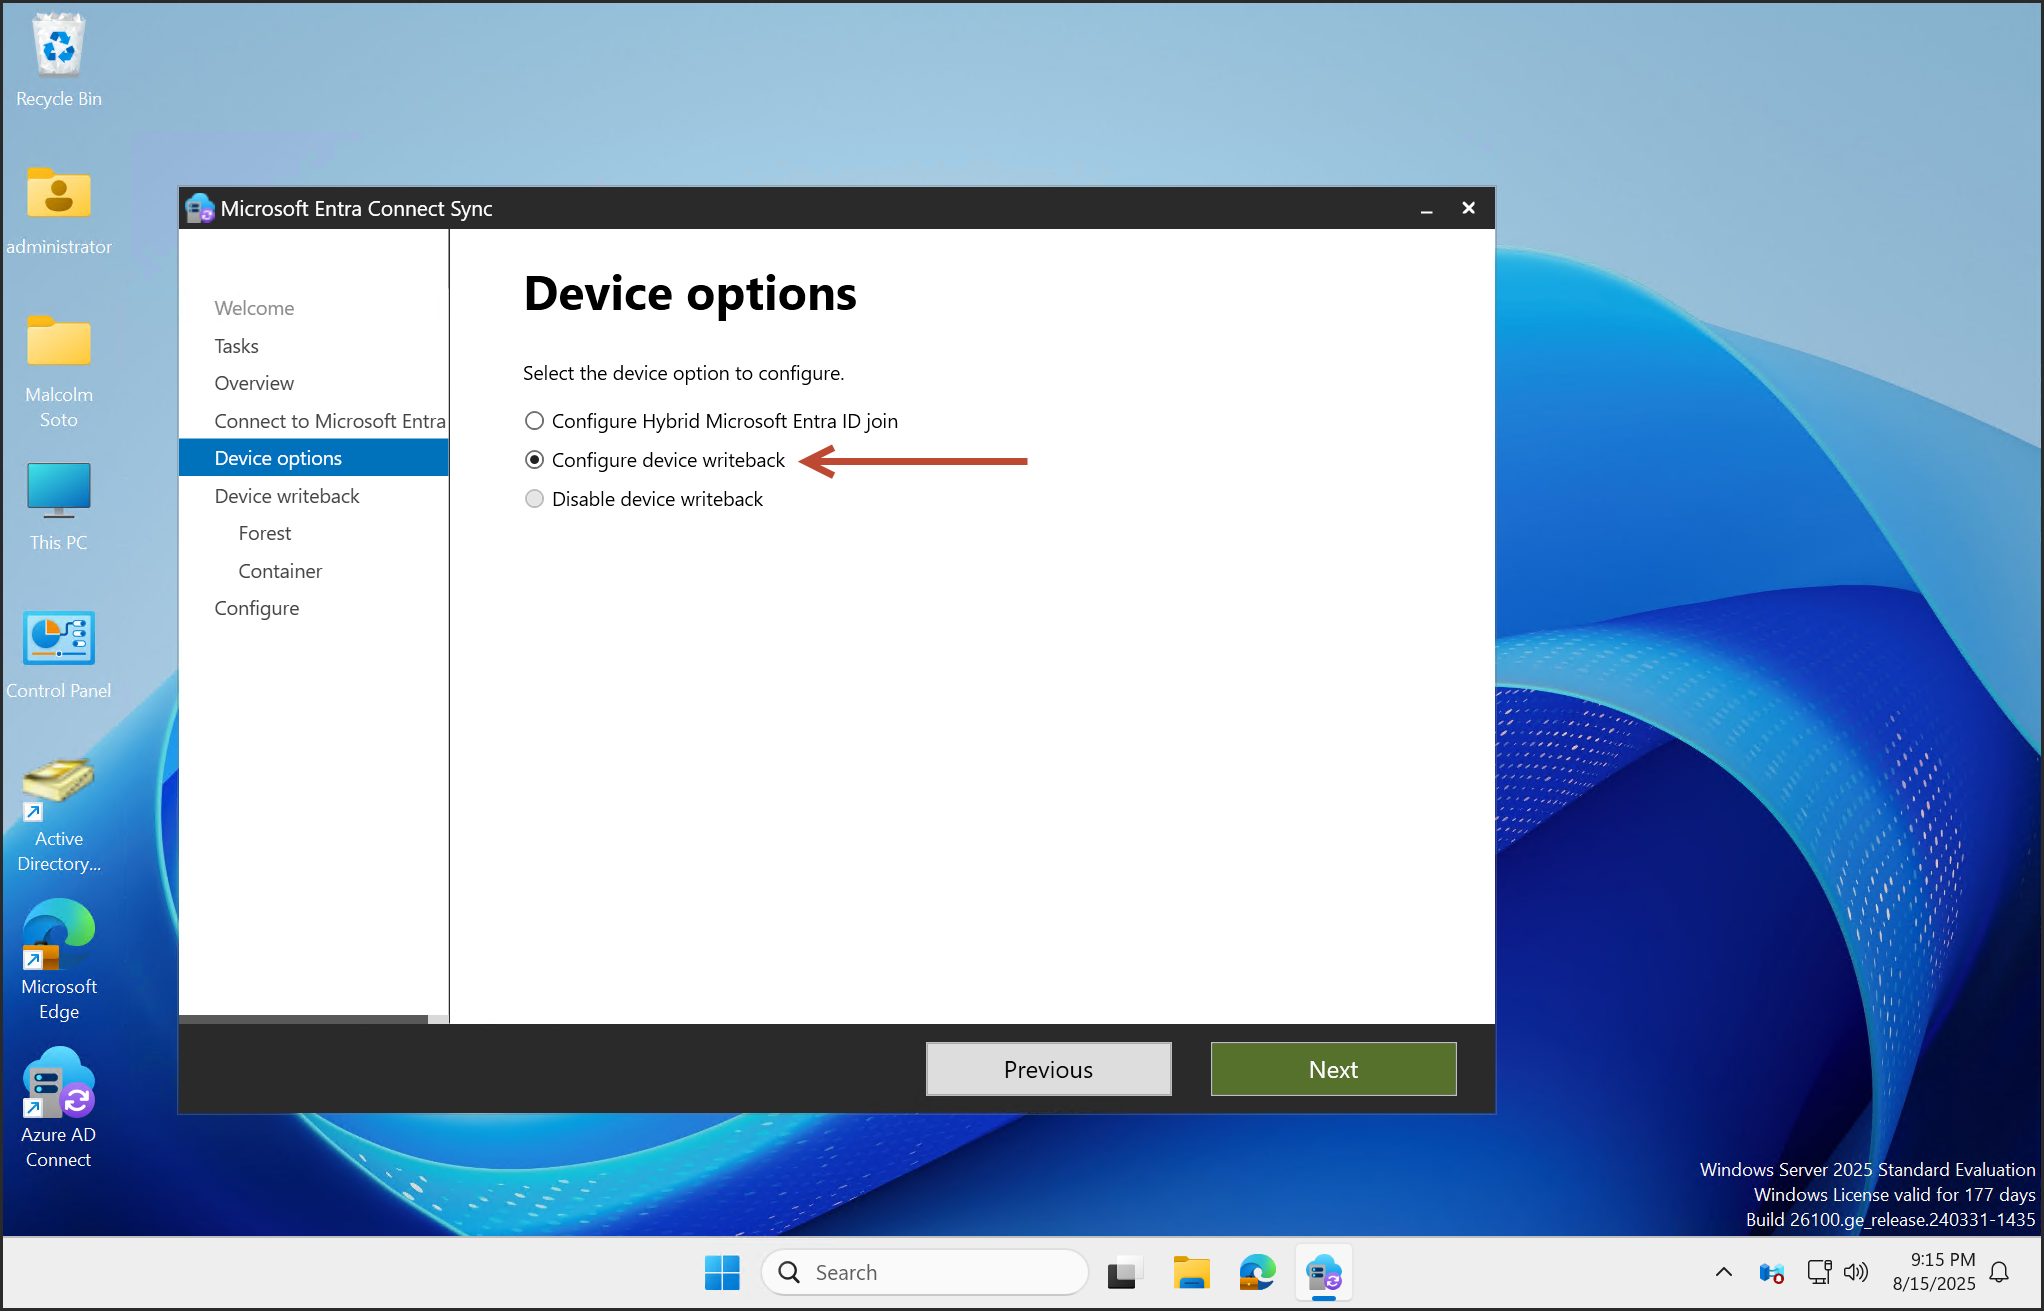 Recycle Bin
administrator
Malcolm
Soto
This PC
Control Panel
Active
Directory...
Microsoft
Edge
Azure AD
Connect
Microsoft Entra Connect Sync
Welcome
Tasks
Overview
Connect to Microsoft Entra
Device options
Device writeback
Forest
Container
Configure
Device options
Select the device option to configure.
Configure Hybrid Microsoft Entra ID join
Configure device writeback
Disable device writeback
Previous
Next
Windows Server 2025 Standard Evaluation
Windows License valid for 177 days
Build 26100.ge_release.240331-1435
Search
9:15 PM
8/15/2025